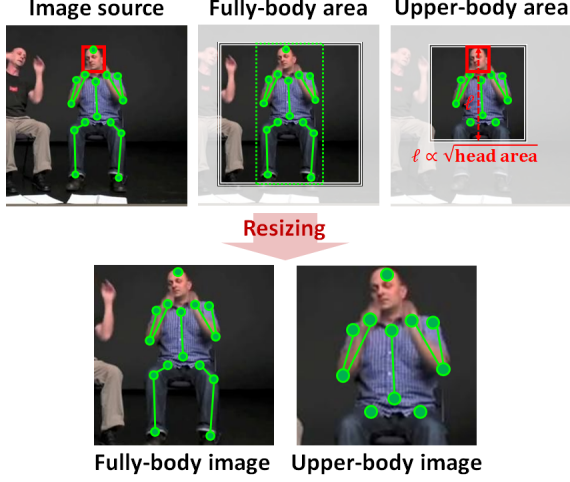 Image source
Fully-body area
Upper-body area
ℓ
ℓ ∝ √head area
Resizing
Fully-body image
Upper-body image